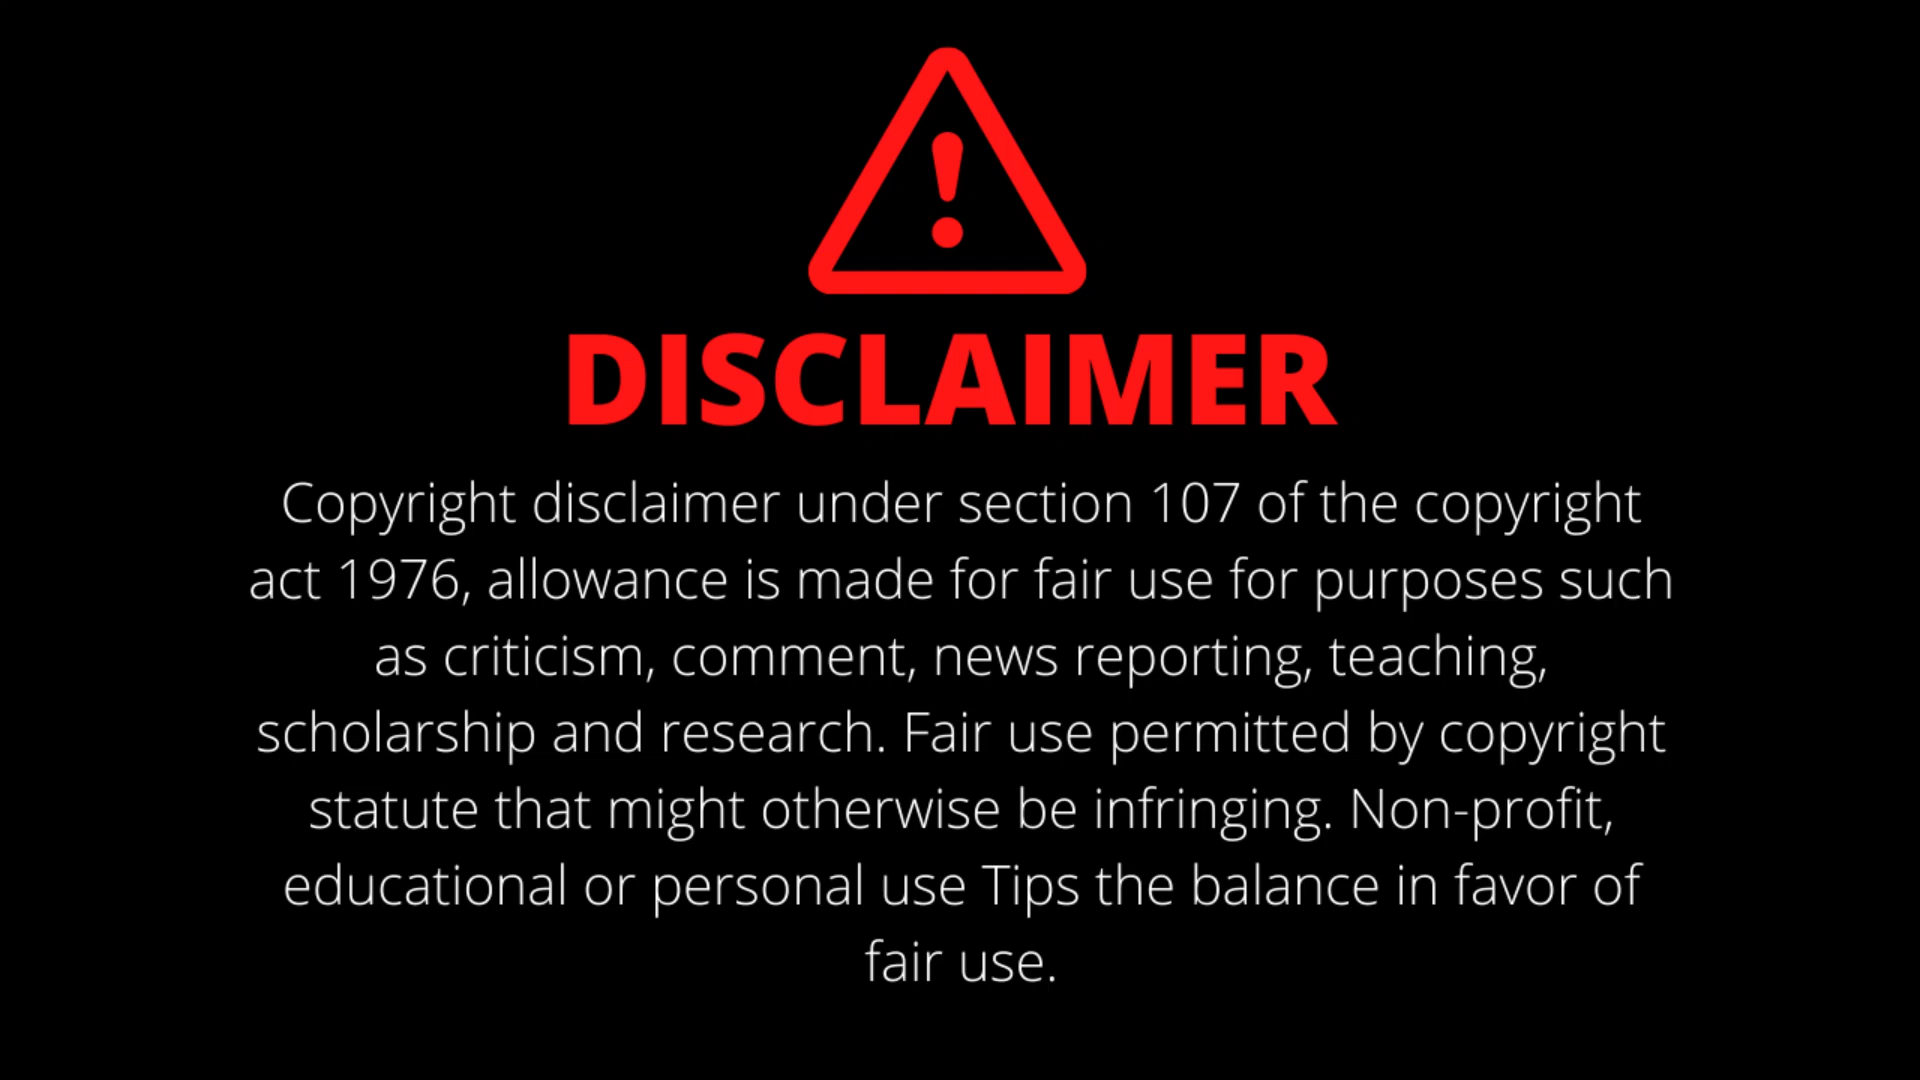 DISCLAIMER
Copyright disclaimer under section 107 of the copyright
act 1976, allowance is made for fair use for purposes such
as criticism, comment, news reporting, teaching,
scholarship and research. Fair use permitted by copyright
statute that might otherwise be infringing. Non-profit,
educational or personal use Tips the balance in favor of
fair use.